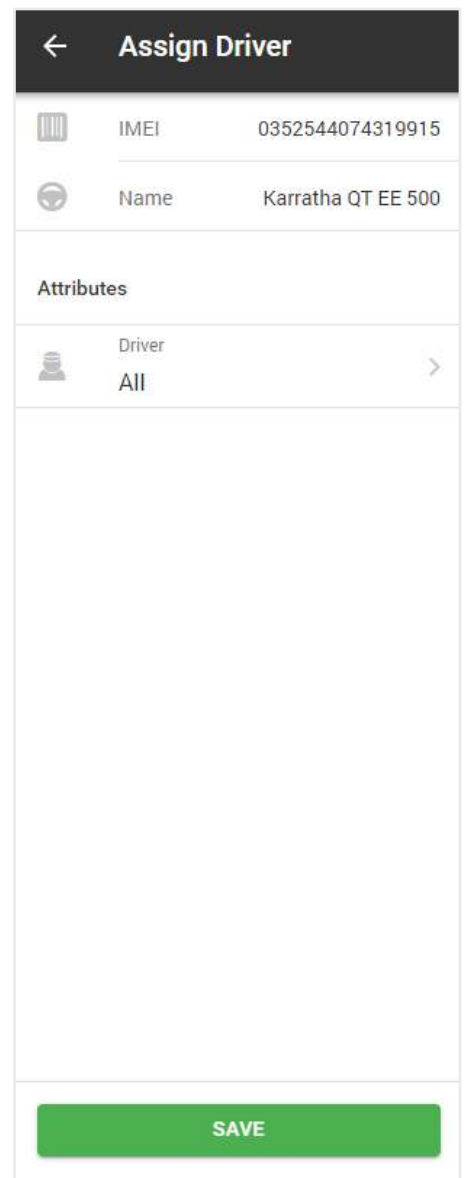 Assign Driver
IMEI 0352544074319915
Name Karratha QT EE 500
Attributes
Driver
All
SAVE